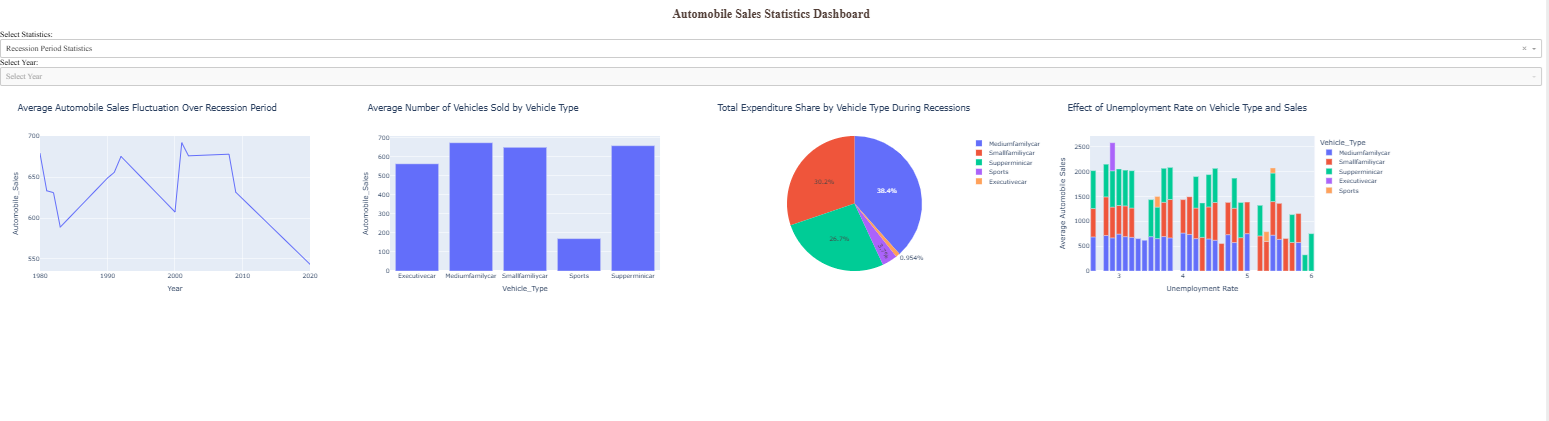 Automobile Sales Statistics Dashboard
Select Statistics:
Recession Period Statistics
× 
Select Year:
Select Year
Average Automobile Sales Fluctuation Over Recession Period
700
650
600
550
Automobile_Sales
1980 1990 2000 2010 2020
Year
Average Number of Vehicles Sold by Vehicle Type
700
600
500
400
300
200
100
0
Automobile_Sales
Executivecar Mediumfamilycar Smallfamiliycar Sports Supperminicar
Vehicle_Type
Total Expenditure Share by Vehicle Type During Recessions
38.4%
30.2%
26.7%
0.954%
Mediumfamilycar
Smallfamiliycar
Supperminicar
Sports
Executivecar
Effect of Unemployment Rate on Vehicle Type and Sales
2500
2000
1500
1000
500
0
Average Automobile Sales
3 4 5 6
Unemployment Rate
Vehicle_Type
Mediumfamilycar
Smallfamiliycar
Supperminicar
Executivecar
Sports